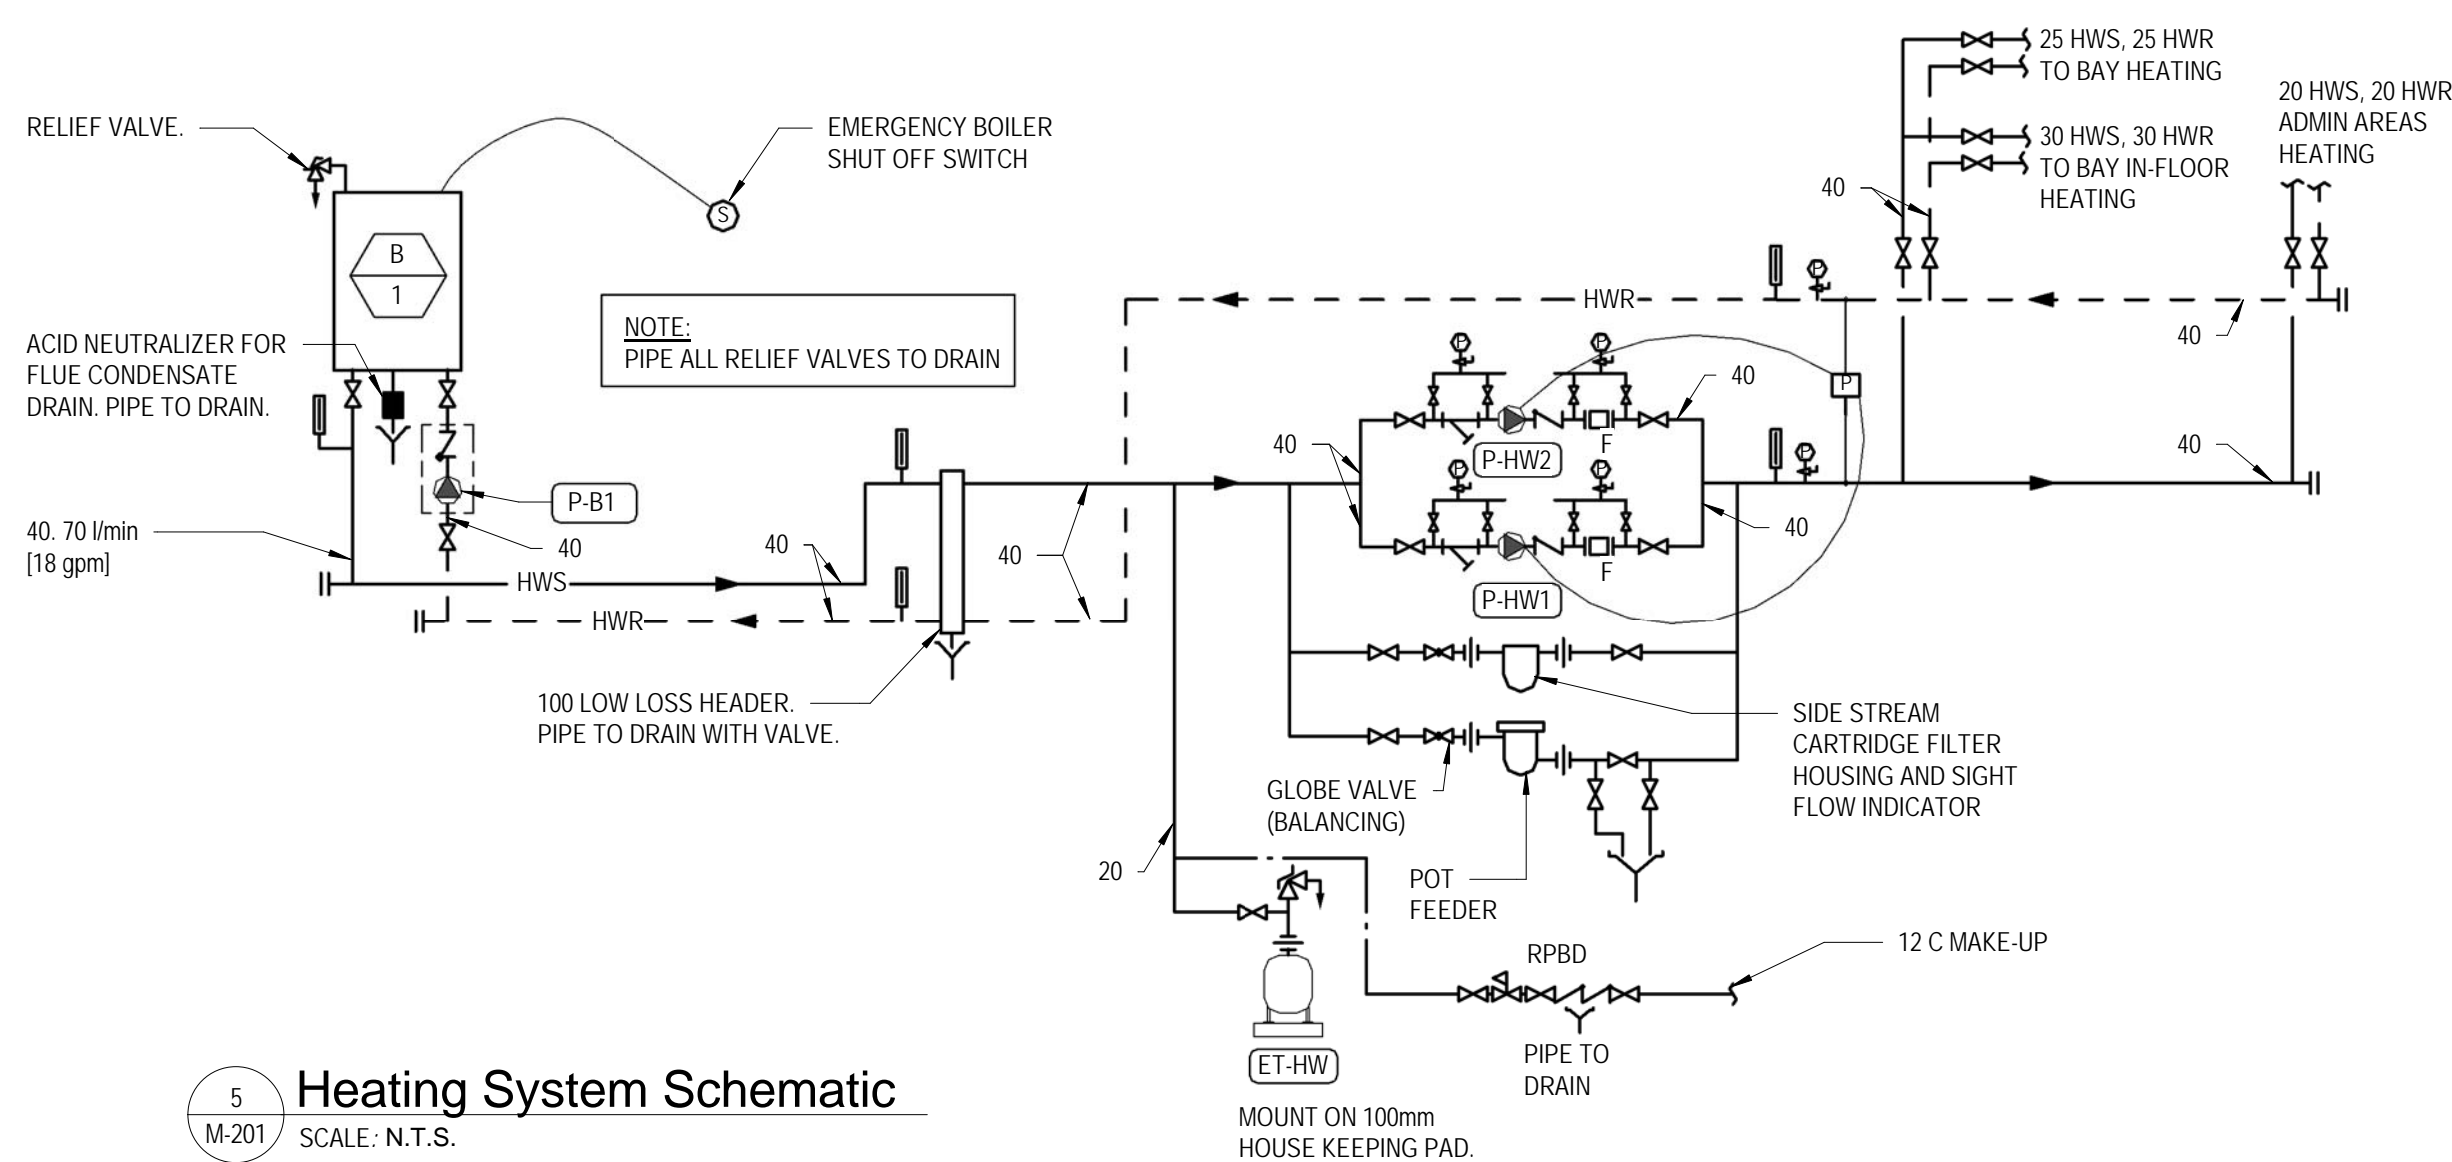 25 HWS, 25 HWR
TO BAY HEATING
20 HWS, 20 HWR
ADMIN AREAS
HEATING
RELIEF VALVE.
EMERGENCY BOILER
SHUT OFF SWITCH
30 HWS, 30 HWR
TO BAY IN-FLOOR
HEATING
40
S
B
1
P
HWR
40
NOTE:
PIPE ALL RELIEF VALVES TO DRAIN
ACID NEUTRALIZER FOR
FLUE CONDENSATE
DRAIN. PIPE TO DRAIN.
P
P
40
P
40
F
P-HW2
40
P
P
P
P-B1
40. 70 l/min
[18 gpm]
40
40
40
40
HWS
F
P-HW1
HWR
100 LOW LOSS HEADER.
PIPE TO DRAIN WITH VALVE.
SIDE STREAM
CARTRIDGE FILTER
HOUSING AND SIGHT
FLOW INDICATOR
GLOBE VALVE
(BALANCING)
20
POT
FEEDER
12 C MAKE-UP
RPBD
PIPE TO
DRAIN
ET-HW
MOUNT ON 100mm
HOUSE KEEPING PAD.
5
M-201
Heating System Schematic
SCALE: N.T.S.